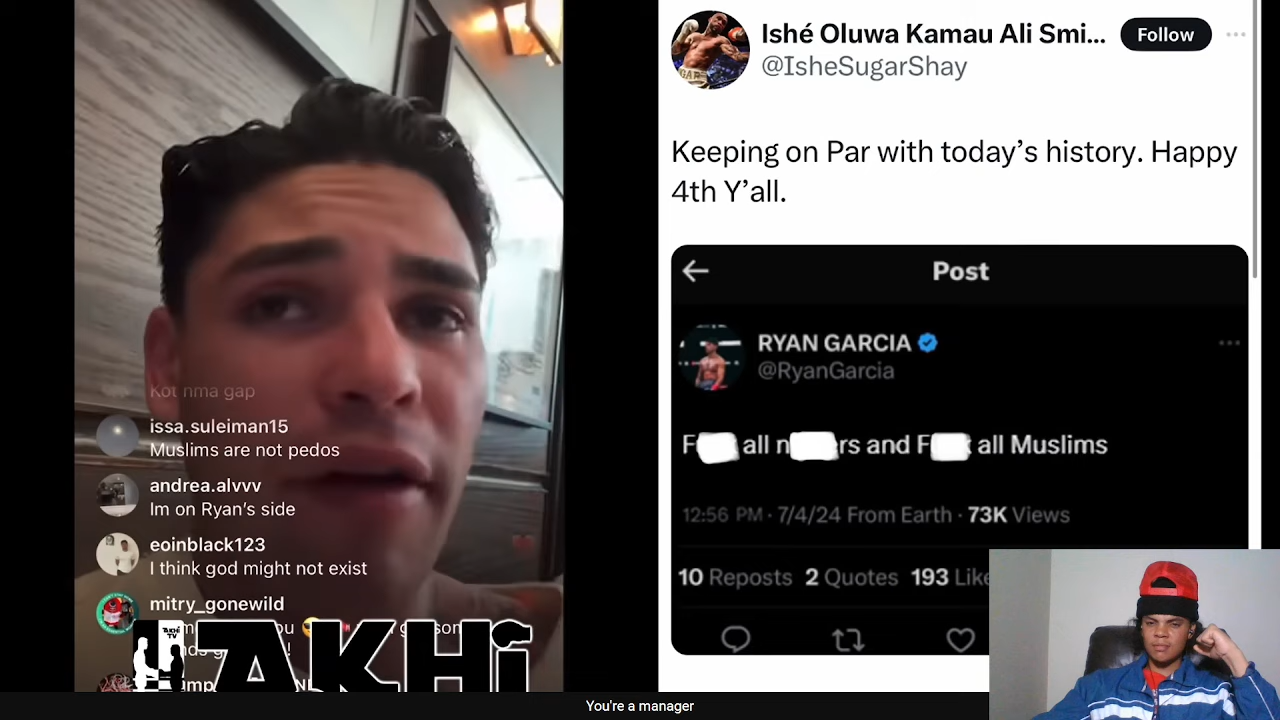 Kot nma gap
issa.suleiman15
Muslims are not pedos
andrea.alvvv
Im on Ryan's side
eoinblack123
I think god might not exist
mitry_gonewild
AKHi TV
AKHi
Ishé Oluwa Kamau Ali Smi...
Follow
@IsheSugarShay
Keeping on Par with today's history. Happy
4th Y'all.
Post
RYAN GARCIA
@RyanGarcia
F k all n rs and F k all Muslims
12:56 PM · 7/4/24 From Earth · 73K Views
10 Reposts 2 Quotes 193 Like
You're a manager